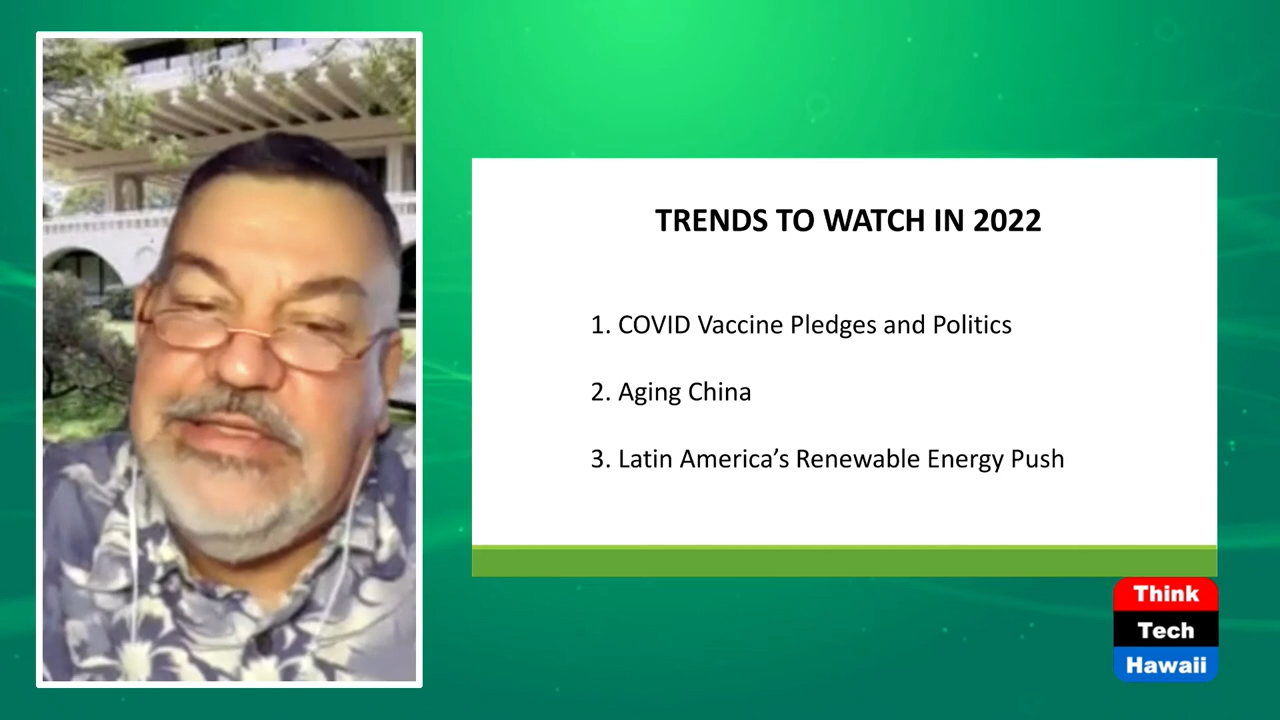 TRENDS TO WATCH IN 2022
1. COVID Vaccine Pledges and Politics
2. Aging China
3. Latin America’s Renewable Energy Push
Think
Tech
Hawaii